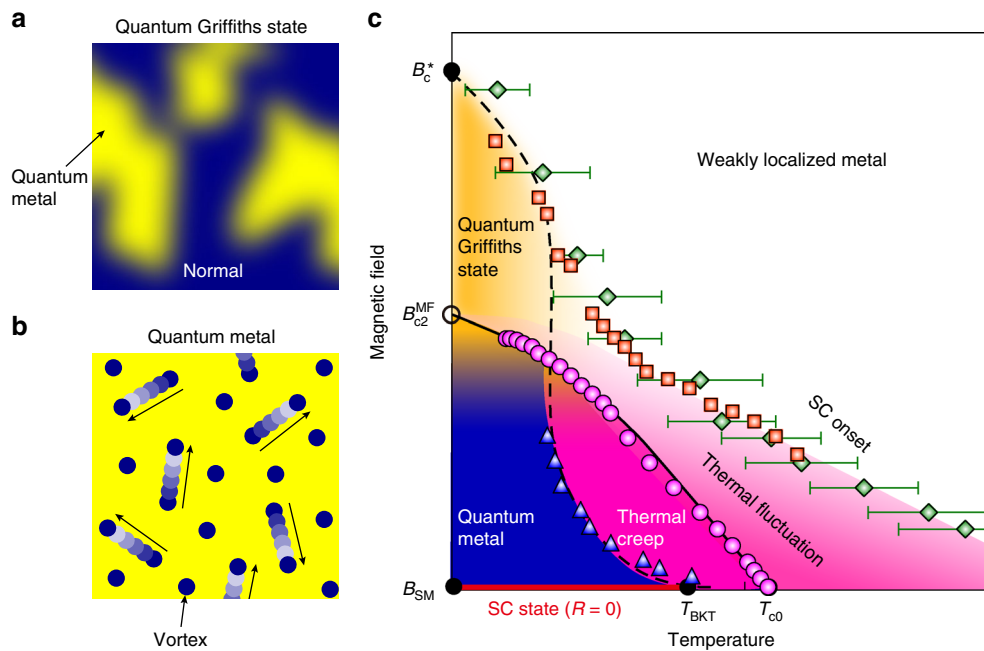 a
Quantum Griffiths state
Quantum
metal
Normal
b
Quantum metal
Vortex
c
Magnetic field
B*c
BMFc2
BSM
Weakly localized metal
Quantum
Griffiths
state
SC onset
Thermal fluctuation
Thermal
creep
Quantum
metal
SC state (R = 0)
TBKT
Tc0
Temperature